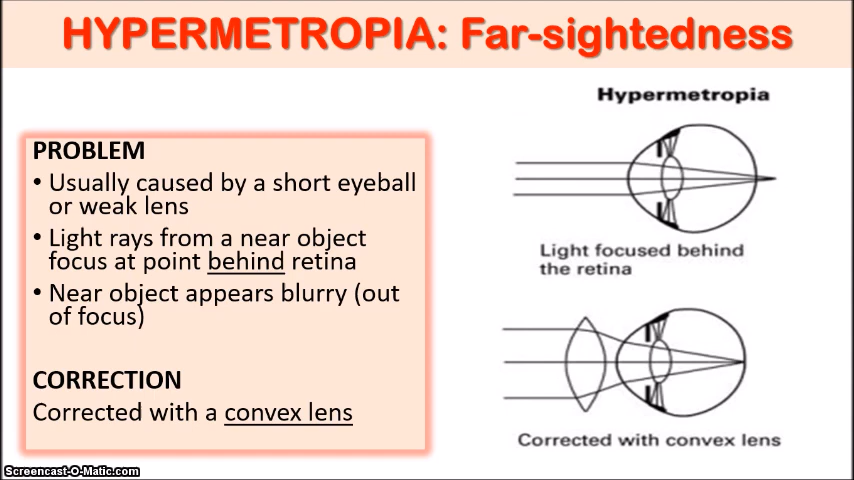 HYPERMETROPIA: Far-sightedness
PROBLEM
• Usually caused by a short eyeball
or weak lens
• Light rays from a near object
focus at point behind retina
• Near object appears blurry (out
of focus)
CORRECTION
Corrected with a convex lens
Hypermetropia
Light focused behind
the retina
Corrected with convex lens
Screencast-O-Matic.com